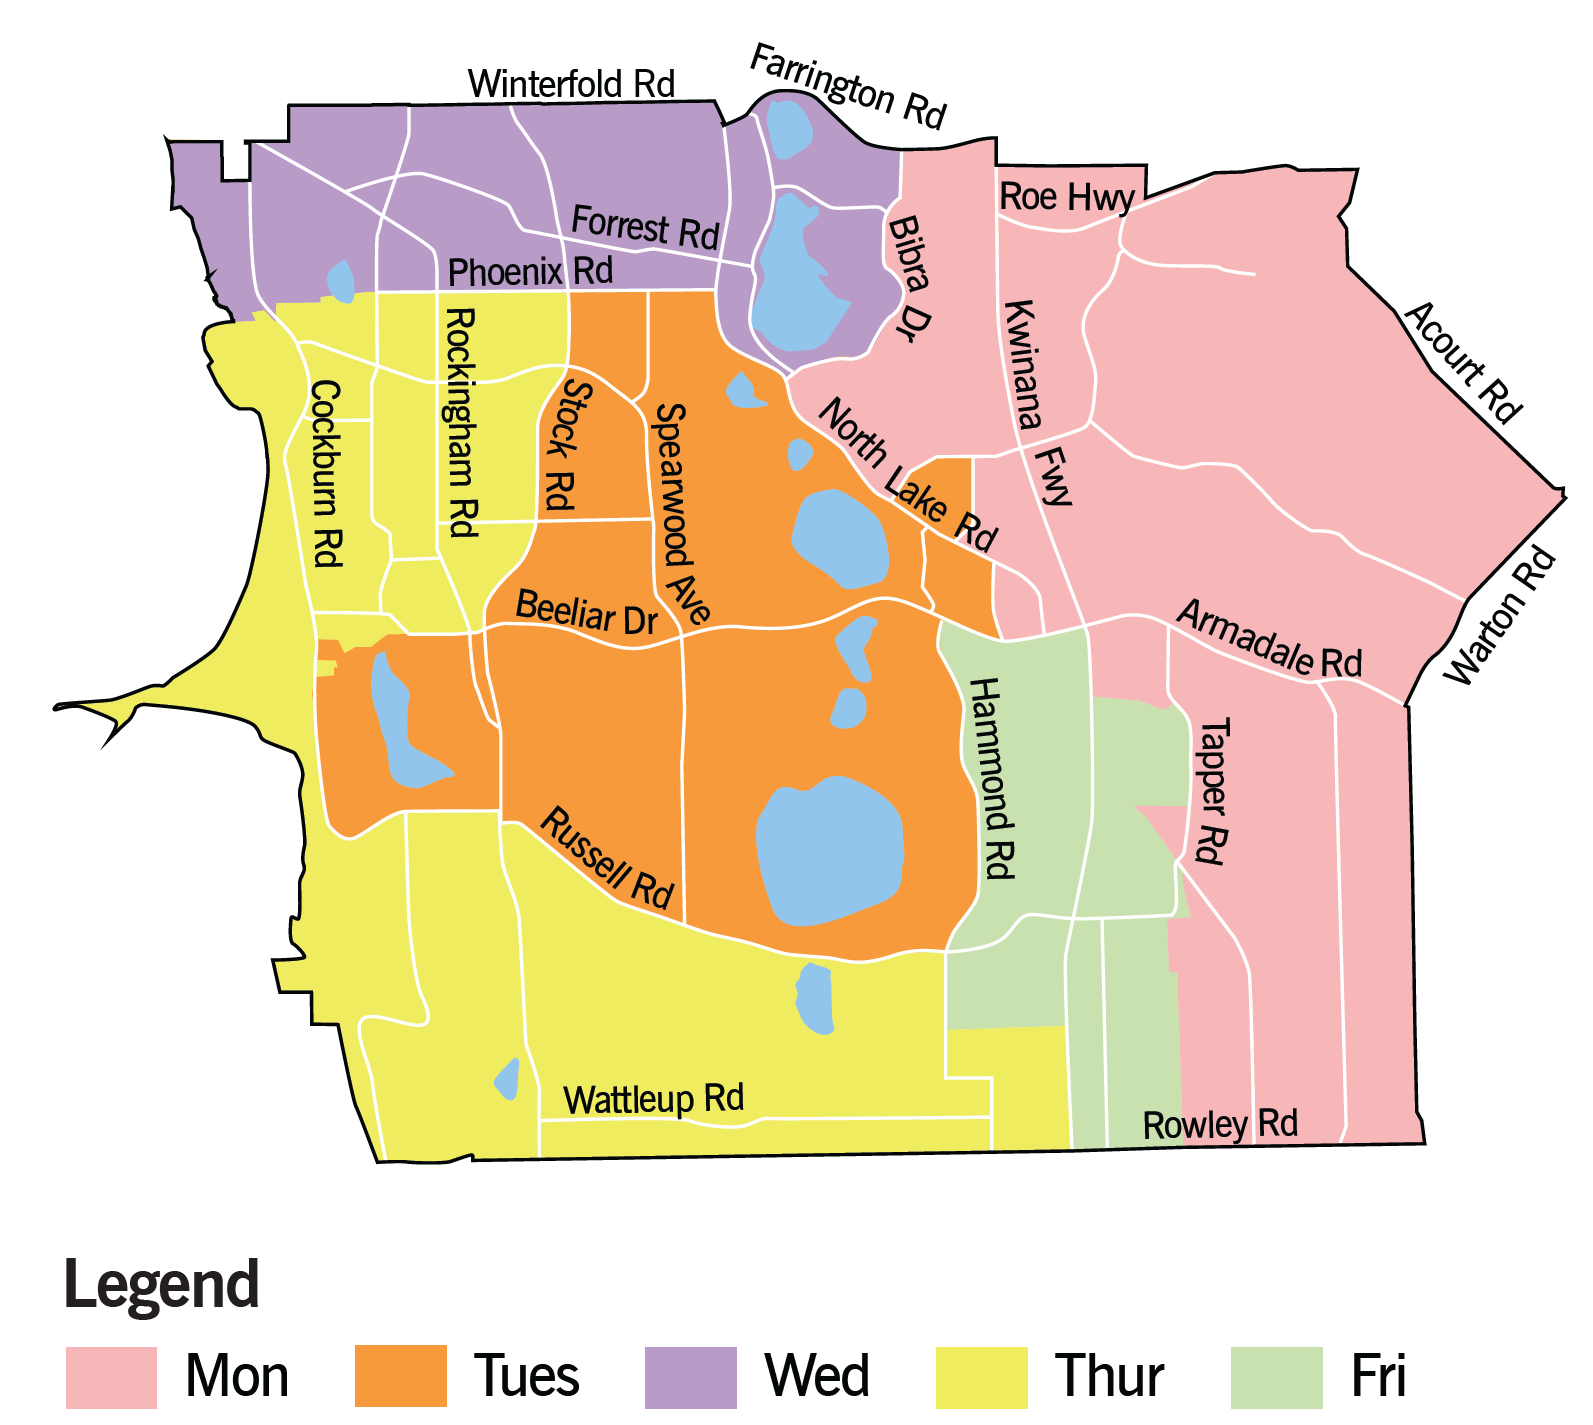 Winterfold Rd
Farrington Rd
Roe Hwy
Forrest Rd
Bibra Dr
Phoenix Rd
Rockingham Rd
Kwinana Fwy
Acourt Rd
Cockburn Rd
Stock Rd
Spearwood Ave
North Lake Rd
Warton Rd
Beeliar Dr
Armadale Rd
Hammond Rd
Tapper Rd
Russell Rd
Wattleup Rd
Rowley Rd
Legend
Mon Tues Wed Thur Fri